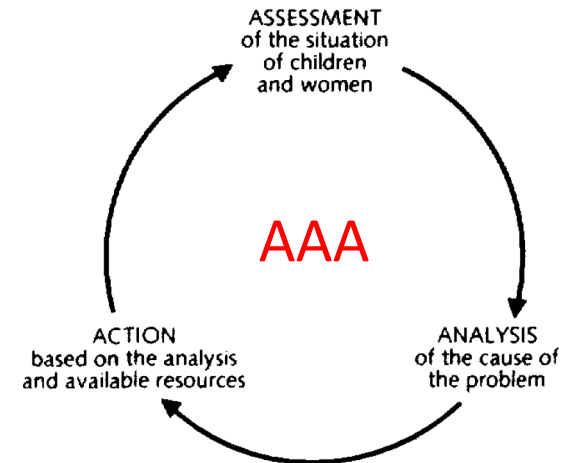 ASSESSMENT
of the situation
of children
and women
AAA
ACTION
based on the analysis
and available resources
ANALYSIS
of the cause of
the problem